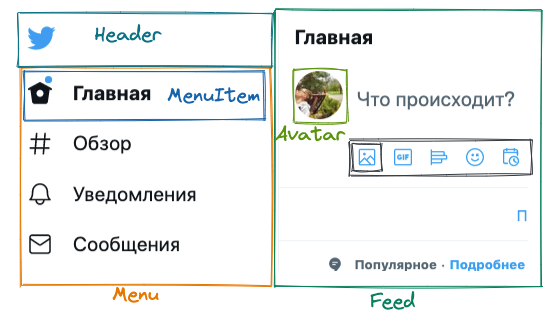 Header
Главная
MenuItem
Обзор
Уведомления
Сообщения
Menu
Главная
Что происходит?
Avatar
GIF
П
Популярное · Подробнее
Feed